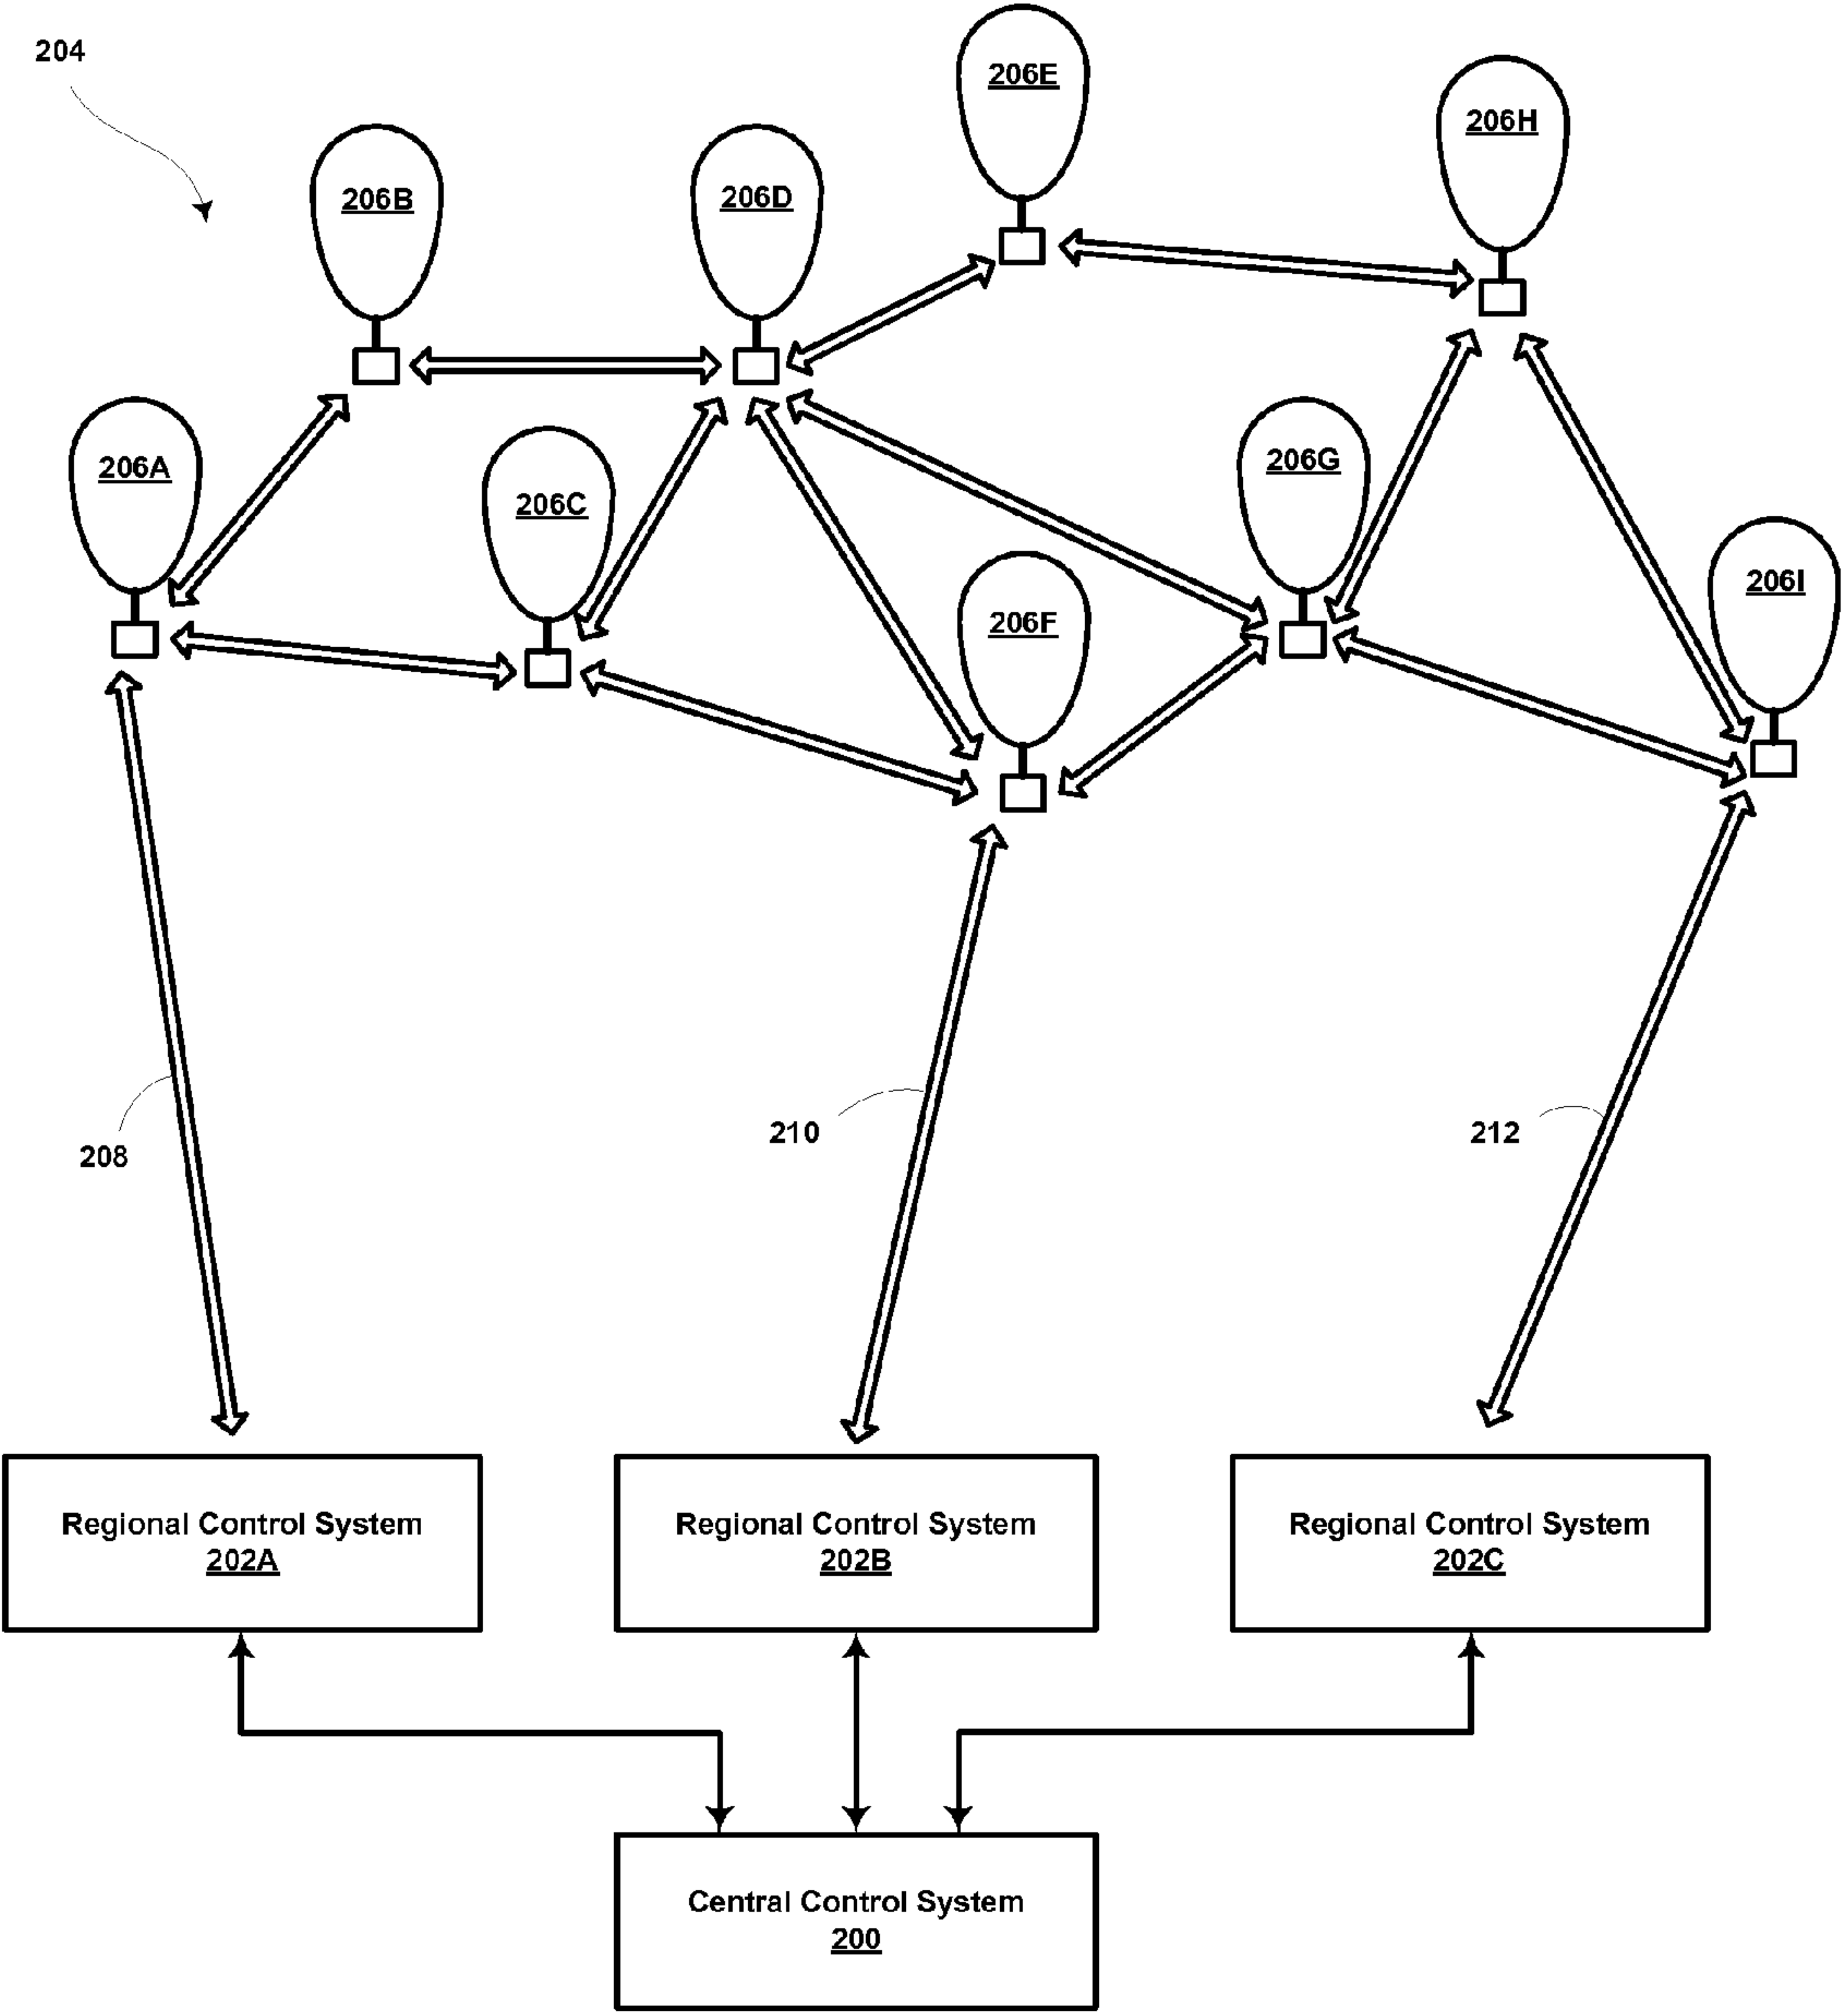 204
206E
206H
206B
206D
206A
206C
206G
206I
206F
208
210
212
Regional Control System
202A
Regional Control System
202B
Regional Control System
202C
Central Control System
200